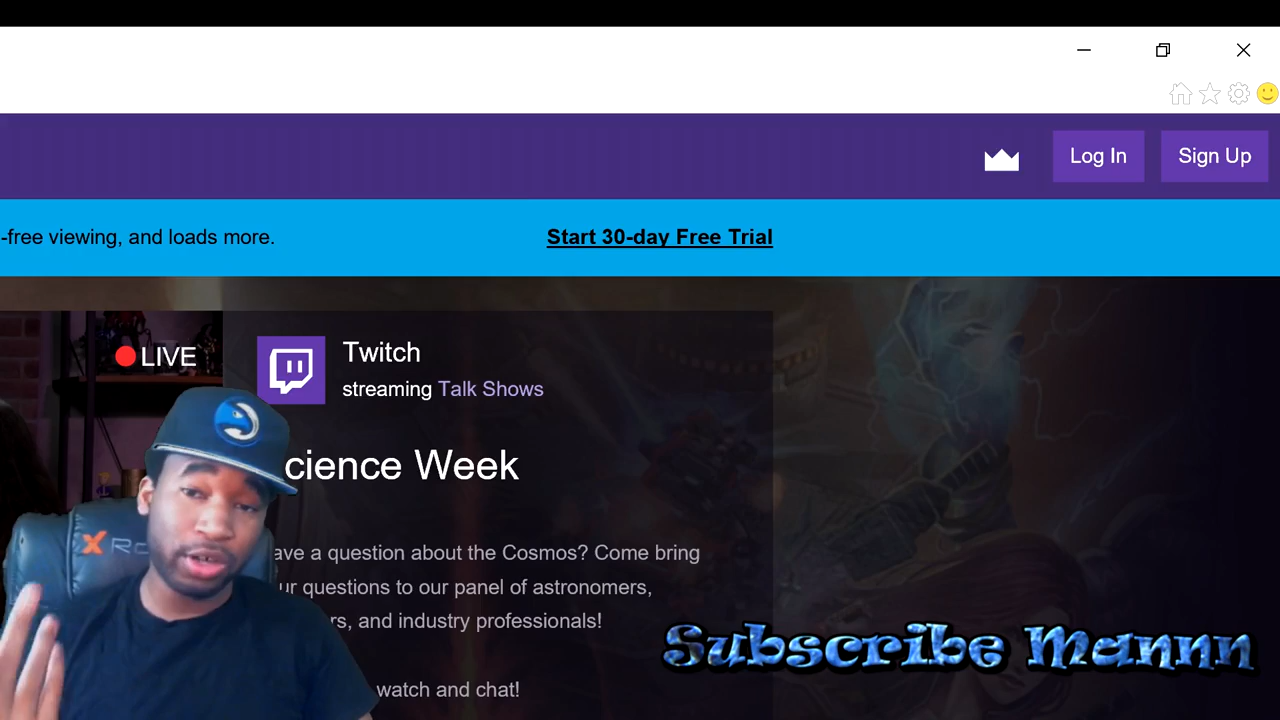 Log In
Sign Up
-free viewing, and loads more.
Start 30-day Free Trial
LIVE
Twitch
streaming Talk Shows
cience Week
ave a question about the Cosmos? Come bring
ur questions to our panel of astronomers,
rs, and industry professionals!
watch and chat!
X
Subscribe Mannn